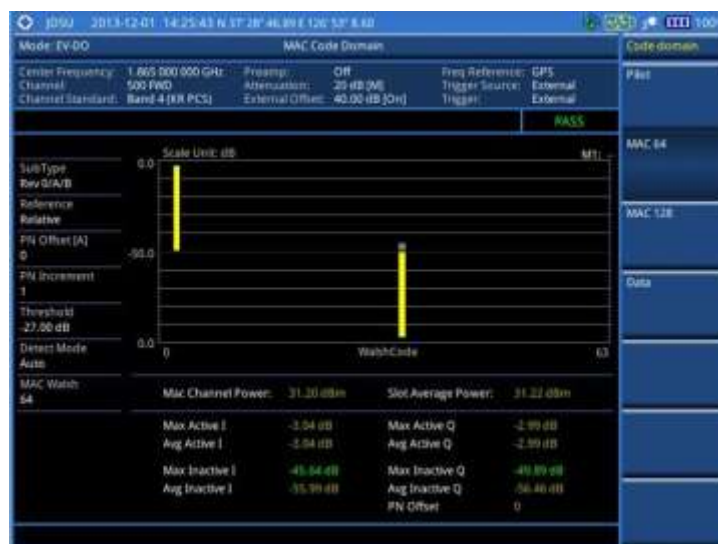 JDSU 2013-12-01 14:25:43 N 37° 28' 46.89 E 126° 53' 8.60
100
Mode: EV-DO MAC Code Domain Code domain
Center Frequency: 1.865 000 000 GHz Preamp: Off Freq Reference: GPS
Channel: 500 FWD Attenuation: 20 dB [M] Trigger Source: External
Channel Standard: Band 4 (KR PCS) External Offset: 40.00 dB [On] Trigger: External
PASS
Pilot
MAC 64
MAC 128
Data
SubType
Rev 0/A/B
Reference
Relative
PN Offset [A]
0
PN Increment
1
Threshold
-27.00 dB
Detect Mode
Auto
MAC Walsh
64
Scale Unit: dB M1: --
0.0
-50.0
0.0
0 WalshCode 63
Mac Channel Power: 31.20 dBm Slot Average Power: 31.22 dBm
Max Active I -3.04 dB Max Active Q -2.99 dB
Avg Active I -3.04 dB Avg Active Q -2.99 dB
Max Inactive I -45.64 dB Max Inactive Q -49.89 dB
Avg Inactive I -55.99 dB Avg Inactive Q -56.46 dB
PN Offset 0